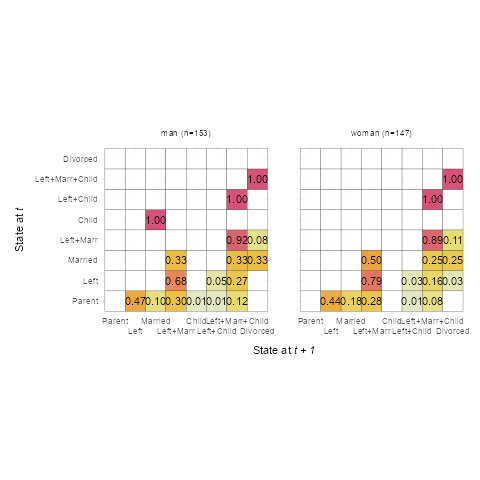 man (n=153) woman (n=147)
Divorced
Left+Marr+Child 1.00 1.00
Left+Child 1.00 1.00
Child 1.00
Left+Marr 0.92 0.08 0.89 0.11
Married 0.33 0.33 0.33 0.50 0.25 0.25
Left 0.68 0.05 0.27 0.79 0.03 0.16 0.03
Parent 0.47 0.10 0.30 0.01 0.01 0.12 0.44 0.18 0.28 0.01 0.08
Parent Married Child Left+Marr+Child Parent Married Child Left+Marr+Child
Left Left+Marr Left+Child Divorced Left Left+Marr Left+Child Divorced
State at t + 1
State at t